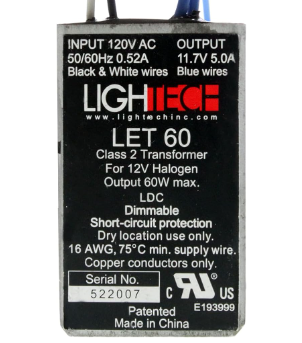 INPUT 120V AC OUTPUT
50/60Hz 0.52A 11.7V 5.0A
Black & White wires Blue wires
LIGHTECH
www.lightechinc.com
LET 60
Class 2 Transformer
For 12V Halogen
Output 60W max.
LDC
Dimmable
Short-circuit protection
Dry location use only.
16 AWG, 75°C min. supply wire.
Copper conductors only.
Serial No.
522007
C RU US
E193999
Patented
Made in China